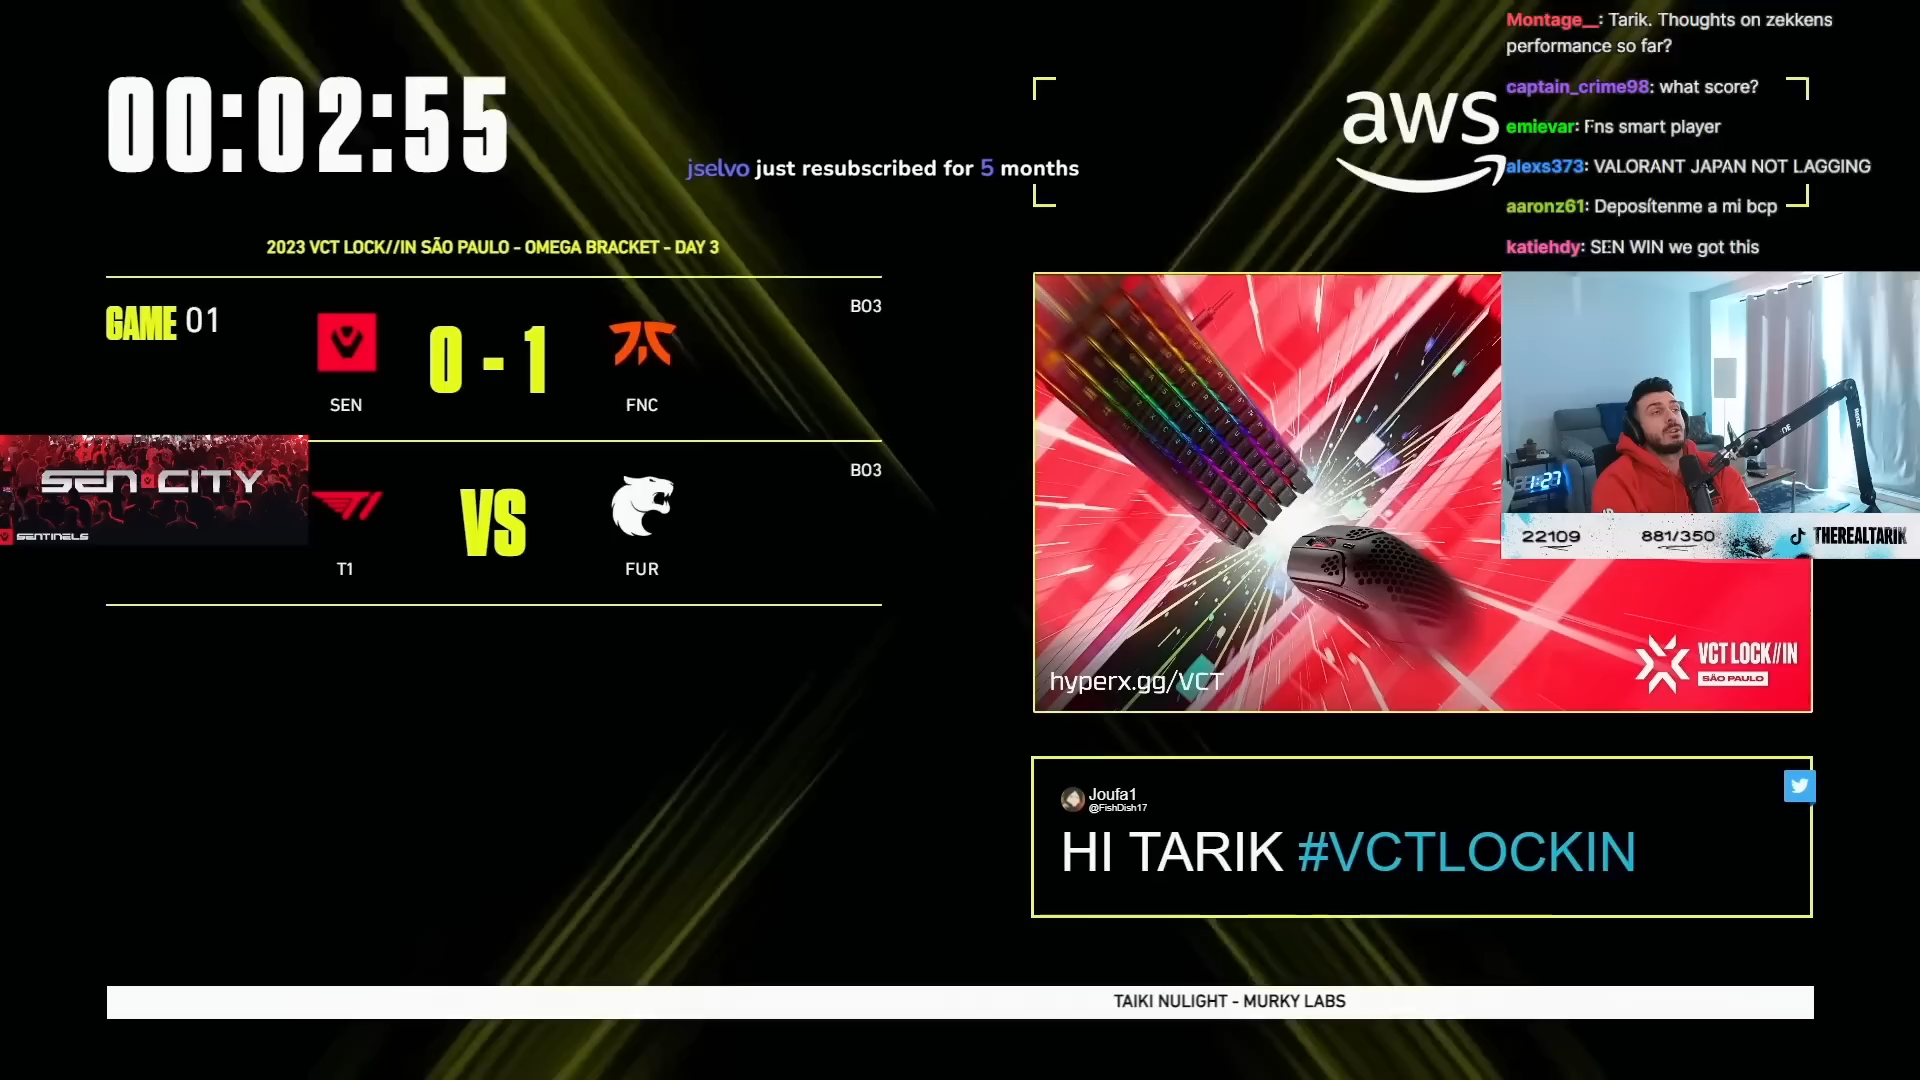 00:02:55
jselvo just resubscribed for 5 months
aws
Montage__: Tarik. Thoughts on zekkens
performance so far?
captain_crime98: what score?
emievar: Fns smart player
alexs373: VALORANT JAPAN NOT LAGGING
aaronz61: Deposítenme a mi bcp
katiehdy: SEN WIN we got this
2023 VCT LOCK//IN SÃO PAULO - OMEGA BRACKET - DAY 3
GAME 01
BO3
0 - 1
SEN
FNC
SEN CITY
SENTINELS
BO3
T1
VS
FUR
1:27
22109
881/350
THEREALTARIK
hyperx.gg/VCT
VCT LOCK//IN
SÃO PAULO
Joufa1
@FishDish17
HI TARIK #VCTLOCKIN
TAIKI NULIGHT - MURKY LABS